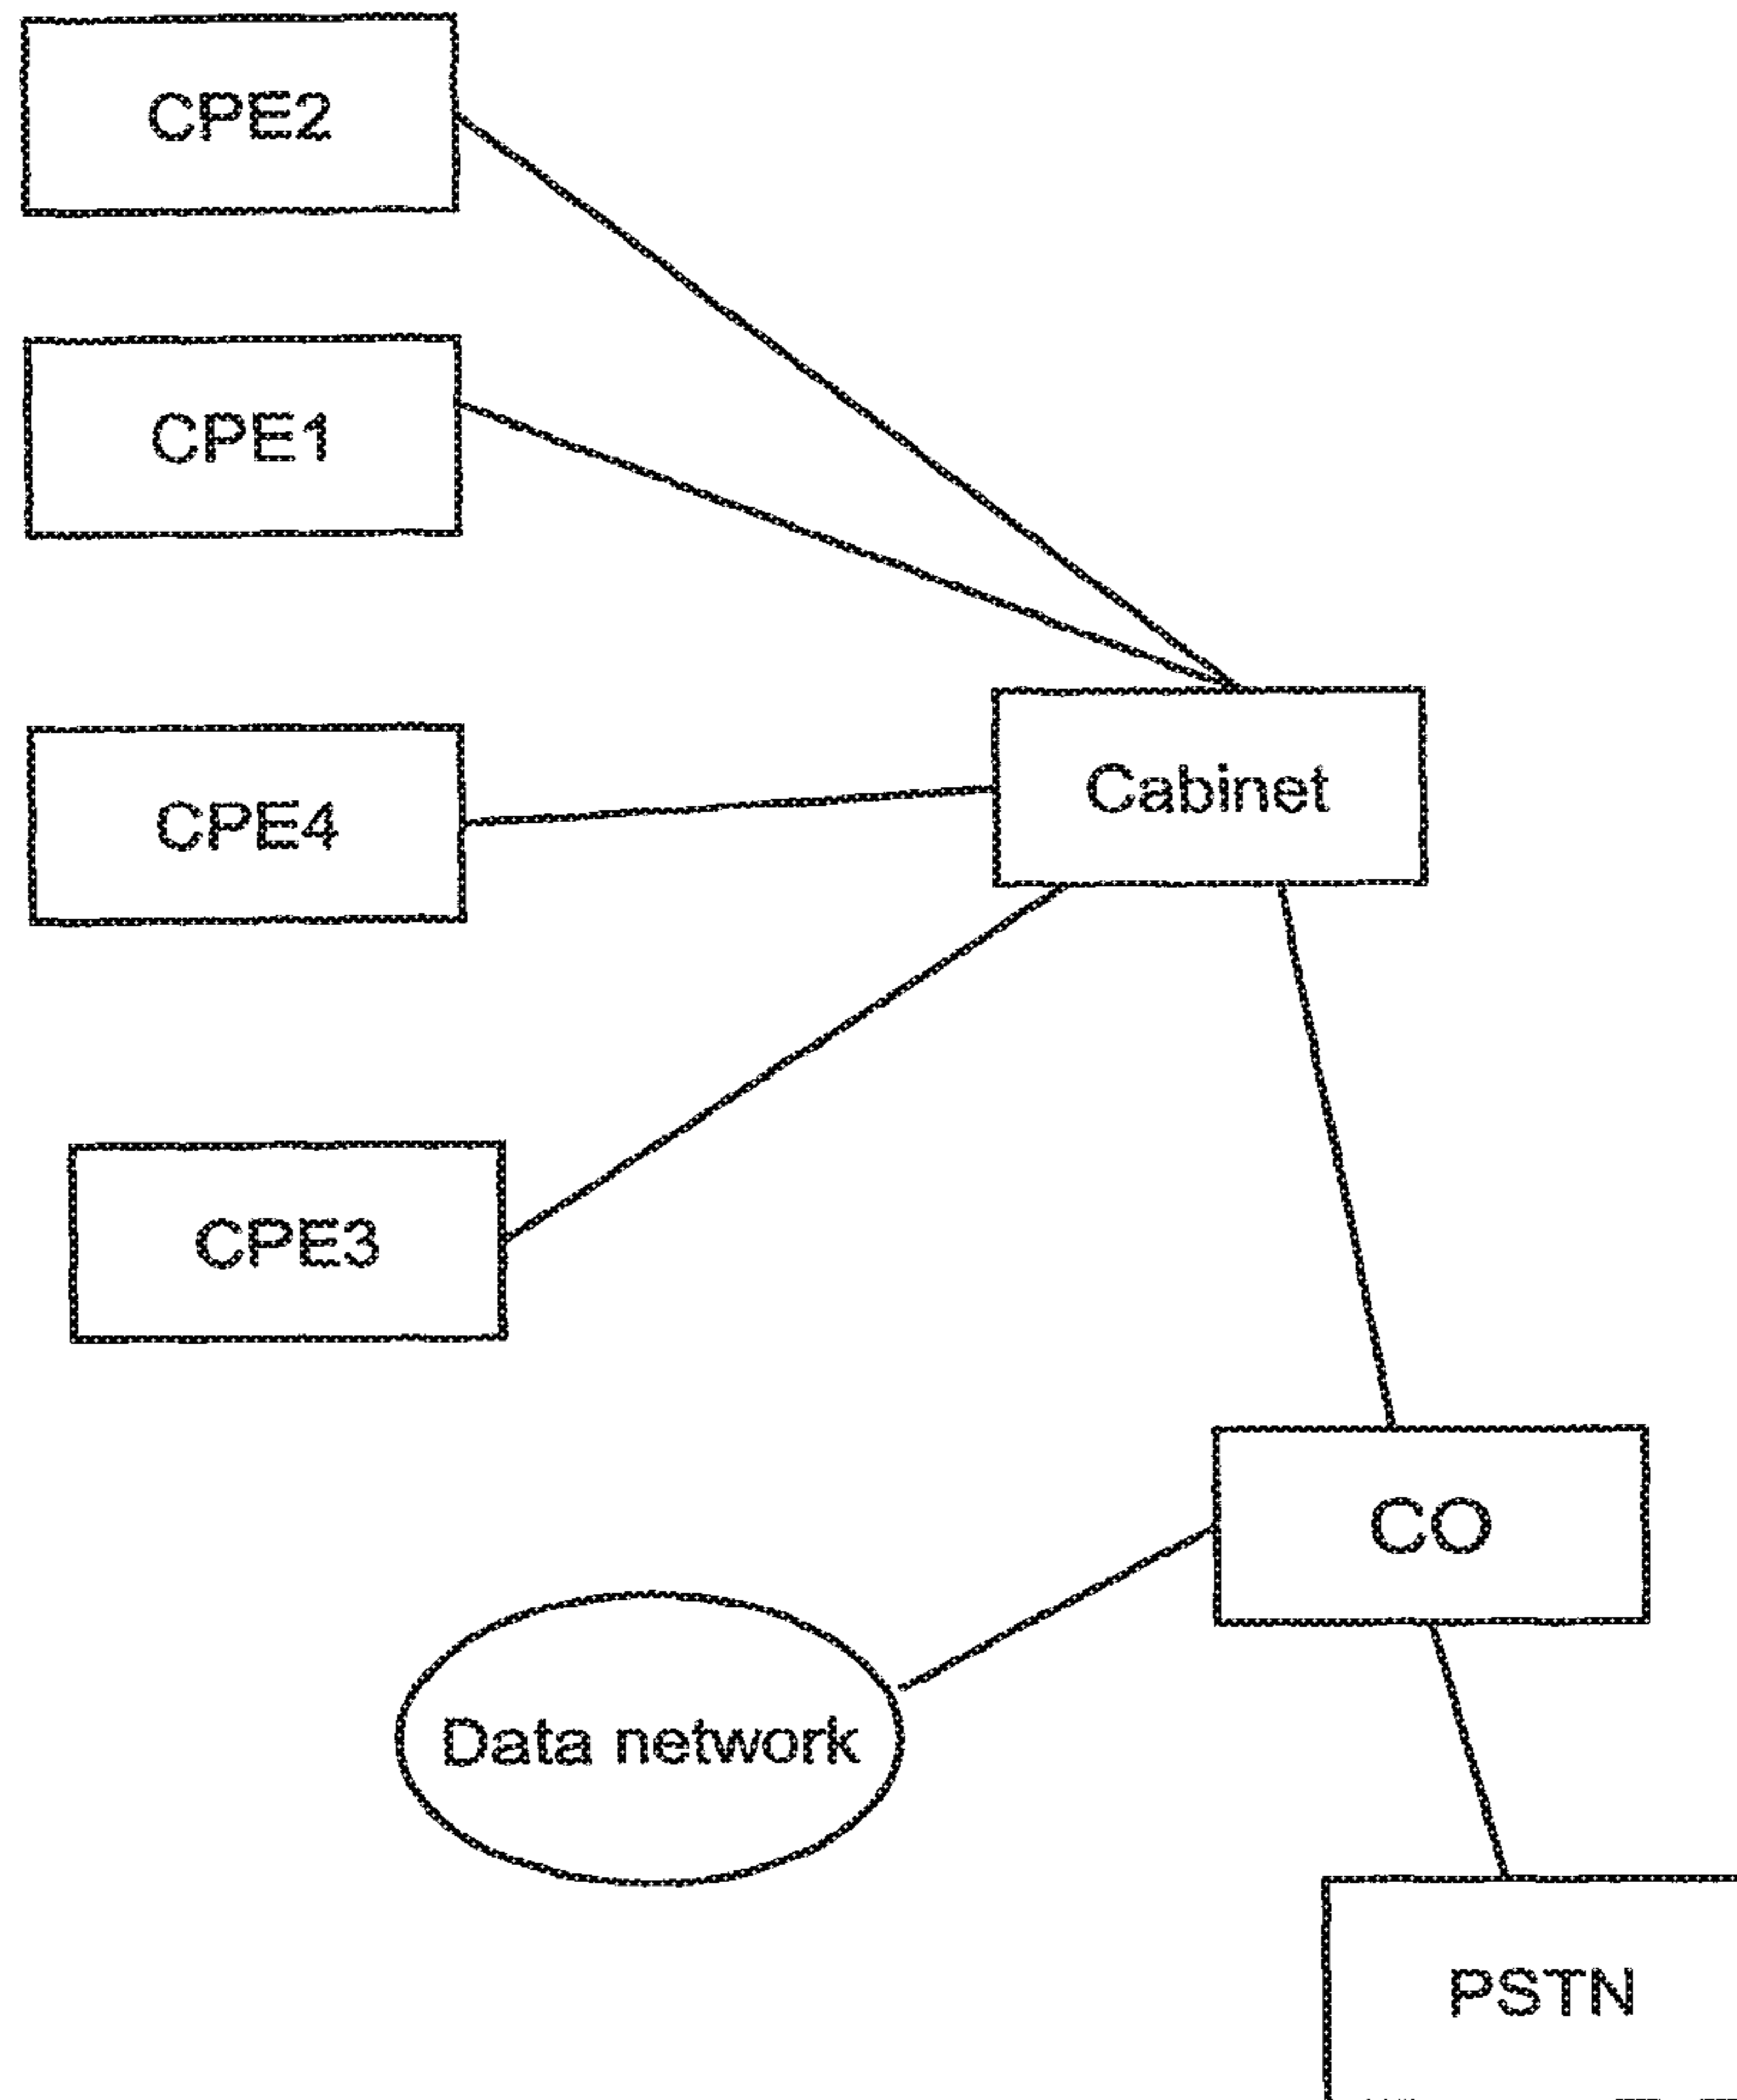 CPE2
CPE1
Cabinet
CPE4
CPE3
CO
Data network
PSTN